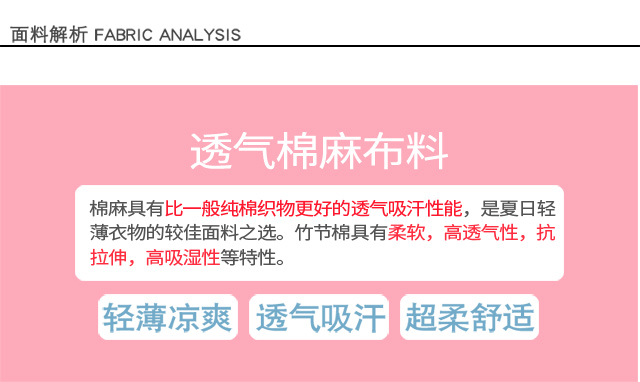 面料解析 FABRIC ANALYSIS
透气棉麻布料
棉麻具有比一般纯棉织物更好的透气吸汗性能，是夏日轻
薄衣物的较佳面料之选。竹节棉具有柔软，高透气性，抗
拉伸，高吸湿性等特性。
轻薄凉爽 透气吸汗 超柔舒适